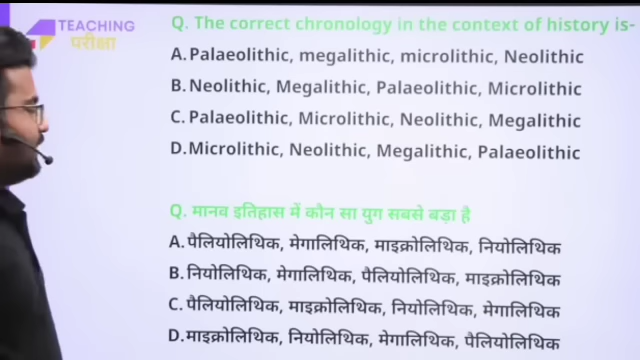 TEACHING
परीक्षा
Q. The correct chronology in the context of history is-
A. Palaeolithic, megalithic, microlithic, Neolithic
B. Neolithic, Megalithic, Palaeolithic, Microlithic
C. Palaeolithic, Microlithic, Neolithic, Megalithic
D. Microlithic, Neolithic, Megalithic, Palaeolithic
Q. मानव इतिहास में कौन सा युग सबसे बड़ा है
A. पैलियोलिथिक, मेगालिथिक, माइक्रोलिथिक, नियोलिथिक
B. नियोलिथिक, मेगालिथिक, पैलियोलिथिक, माइक्रोलिथिक
C. पैलियोलिथिक, माइक्रोलिथिक, नियोलिथिक, मेगालिथिक
D. माइक्रोलिथिक, नियोलिथिक, मेगालिथिक, पैलियोलिथिक